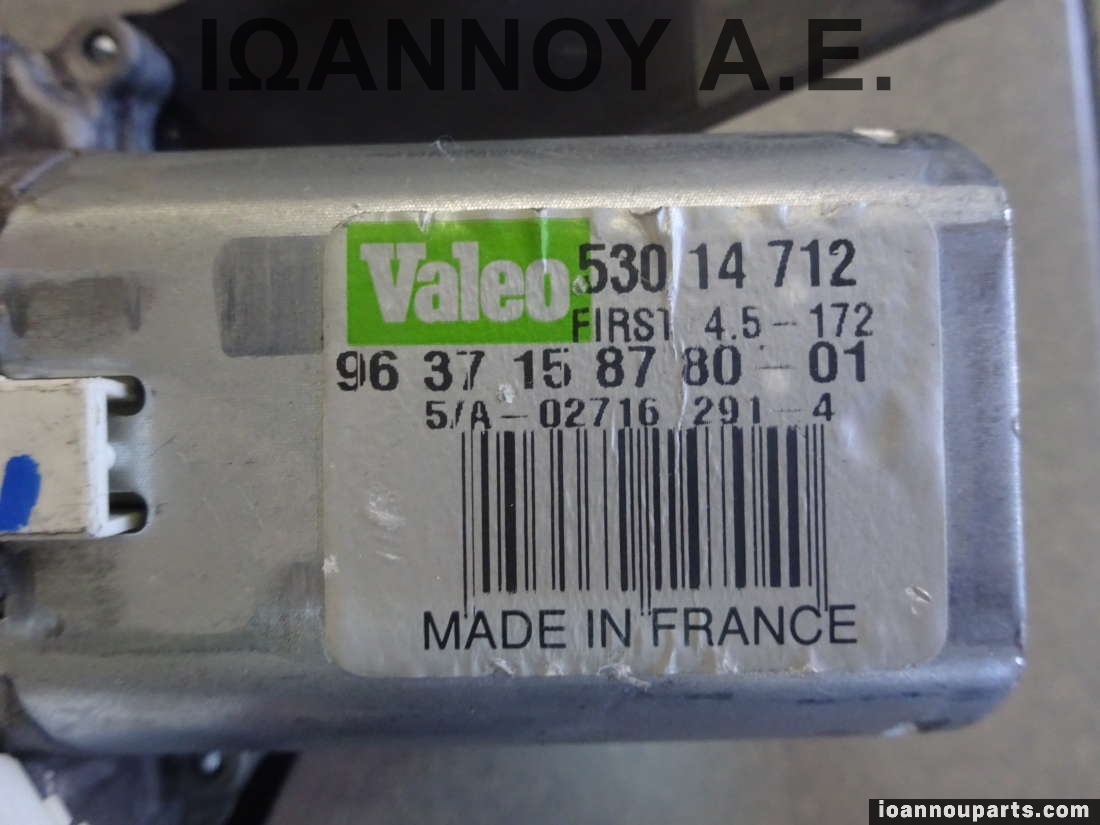 ΙΩΑΝΝΟΥ Α.Ε.
Valeo 530 14 712
FIRST 4.5-172
96 37 15 87 80-01
5/A-02716 291-4
MADE IN FRANCE
ioannouparts.com